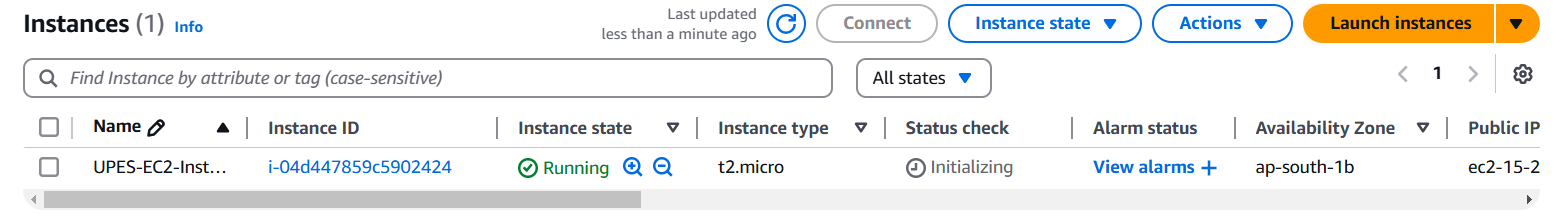 Instances (1) Info
Last updated
less than a minute ago
Connect
Instance state
Actions
Launch instances
Find Instance by attribute or tag (case-sensitive)
All states
1
Name Instance ID Instance state Instance type Status check Alarm status Availability Zone Public IP
UPES-EC2-Inst... i-04d447859c5902424 Running t2.micro Initializing View alarms + ap-south-1b ec2-15-2